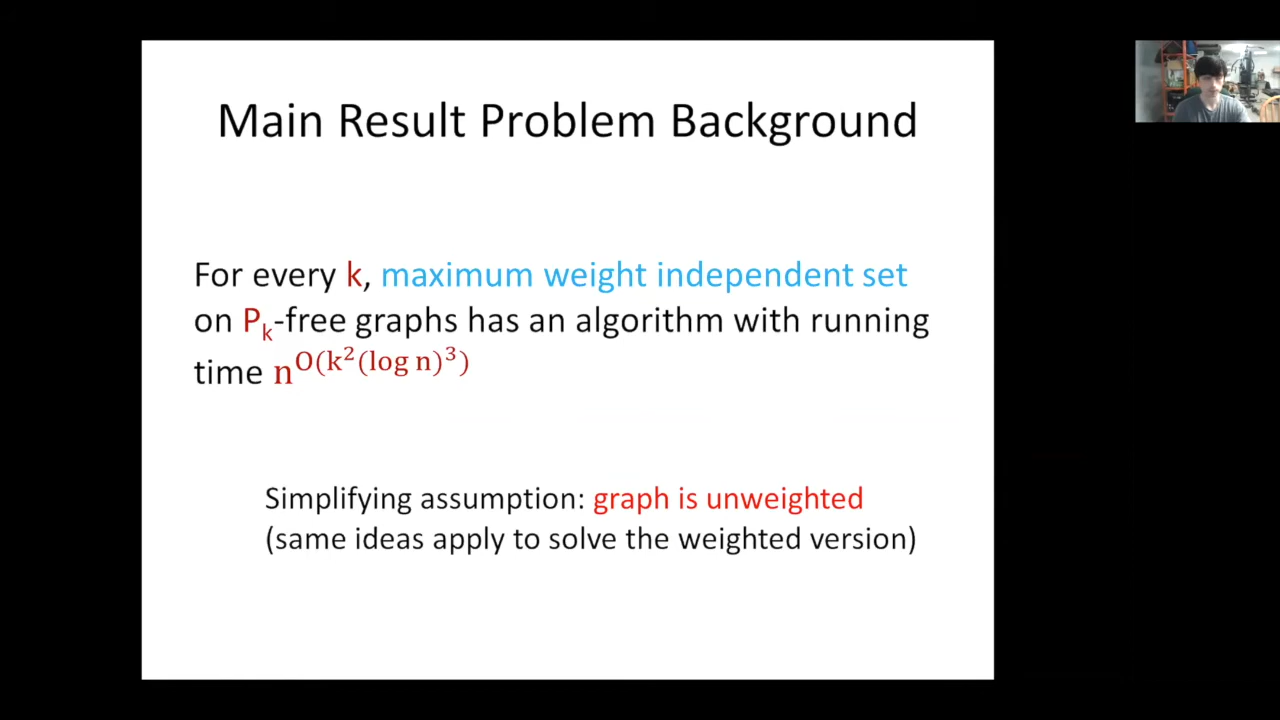 Main Result Problem Background
For every k, maximum weight independent set
on Pₖ-free graphs has an algorithm with running
time n^{O(k²(log n)³)}
Simplifying assumption: graph is unweighted
(same ideas apply to solve the weighted version)